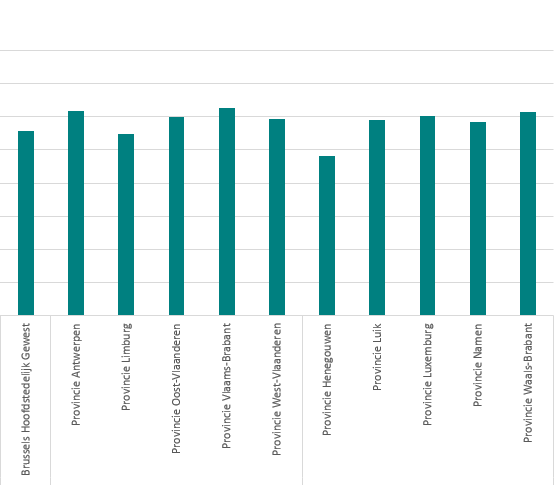 Brussels Hoofdstedelijk Gewest
Provincie Antwerpen
Provincie Limburg
Provincie Oost-Vlaanderen
Provincie Vlaams-Brabant
Provincie West-Vlaanderen
Provincie Henegouwen
Provincie Luik
Provincie Luxemburg
Provincie Namen
Provincie Waals-Brabant